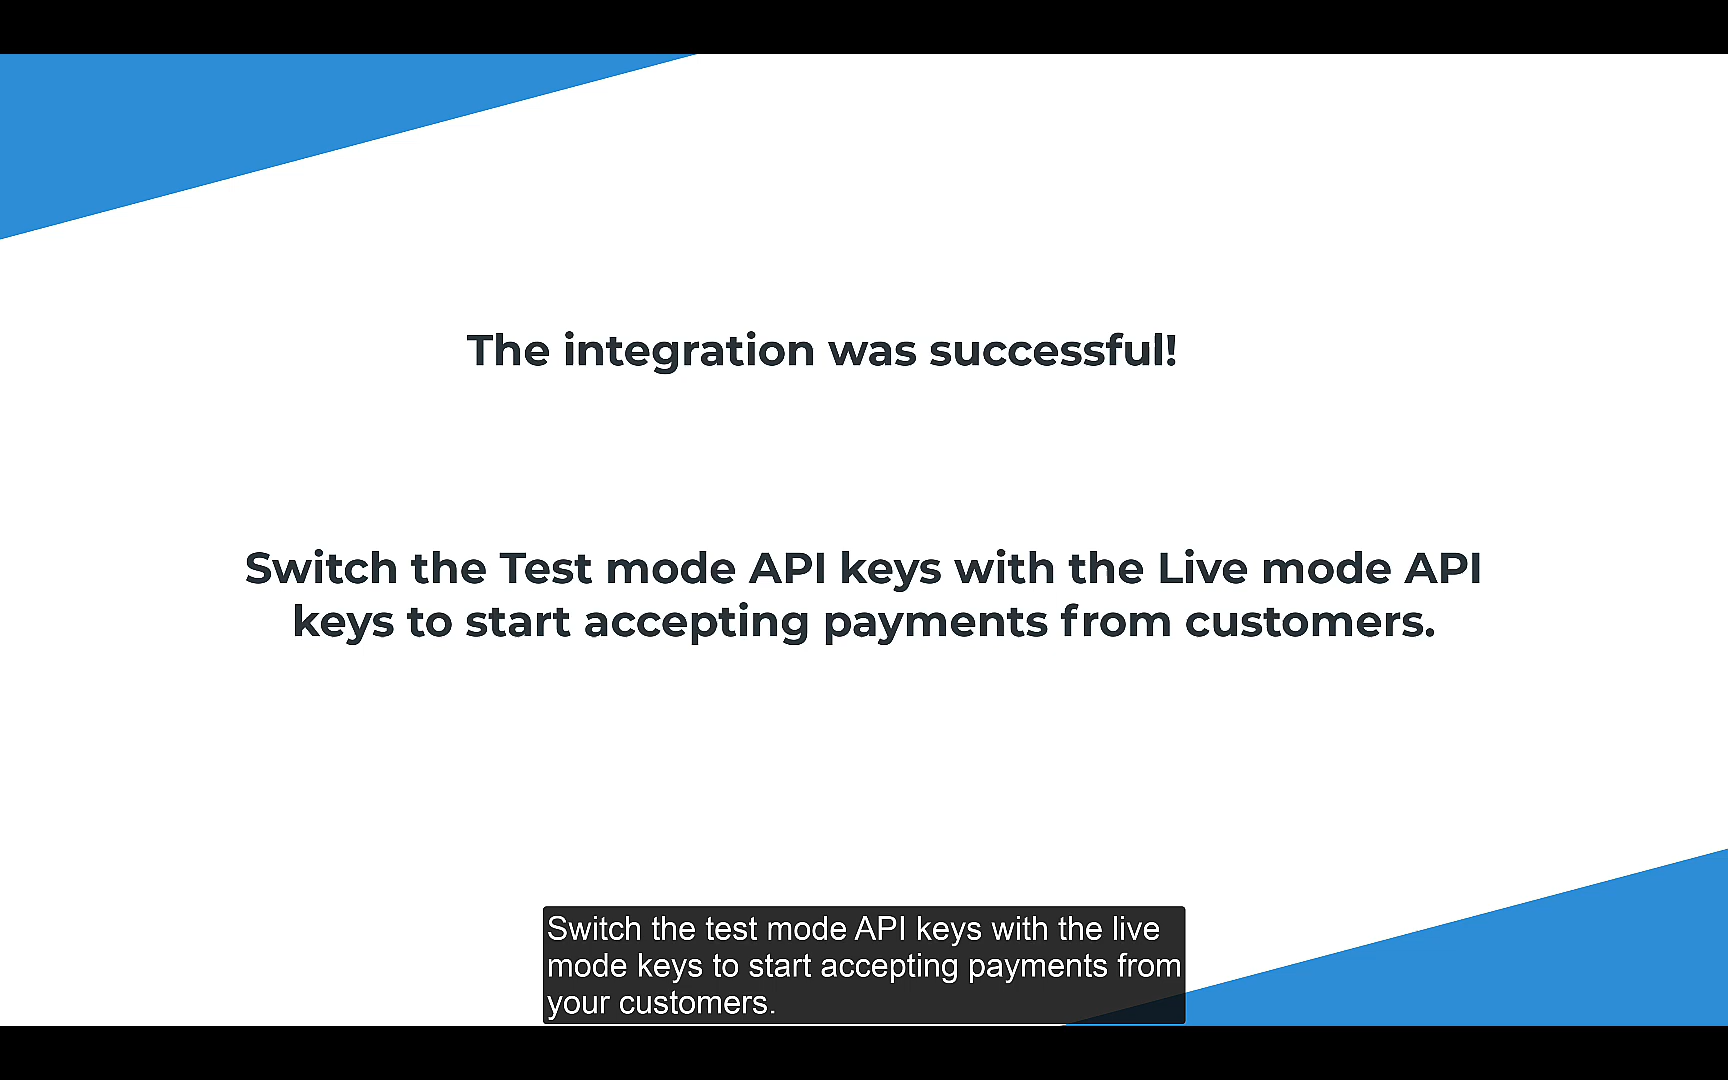 The integration was successful!
Switch the Test mode API keys with the Live mode API
keys to start accepting payments from customers.
Switch the test mode API keys with the live
mode keys to start accepting payments from
your customers.